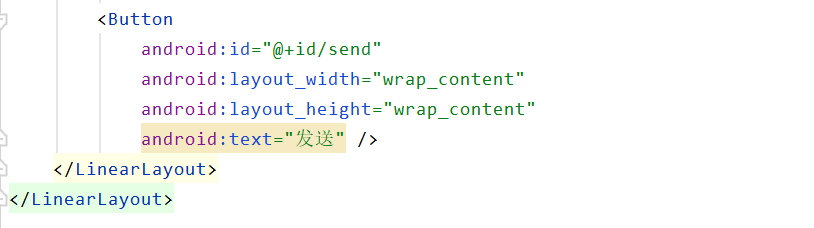 <Button
android:id="@+id/send"
android:layout_width="wrap_content"
android:layout_height="wrap_content"
android:text="发送" />
</LinearLayout>
</LinearLayout>